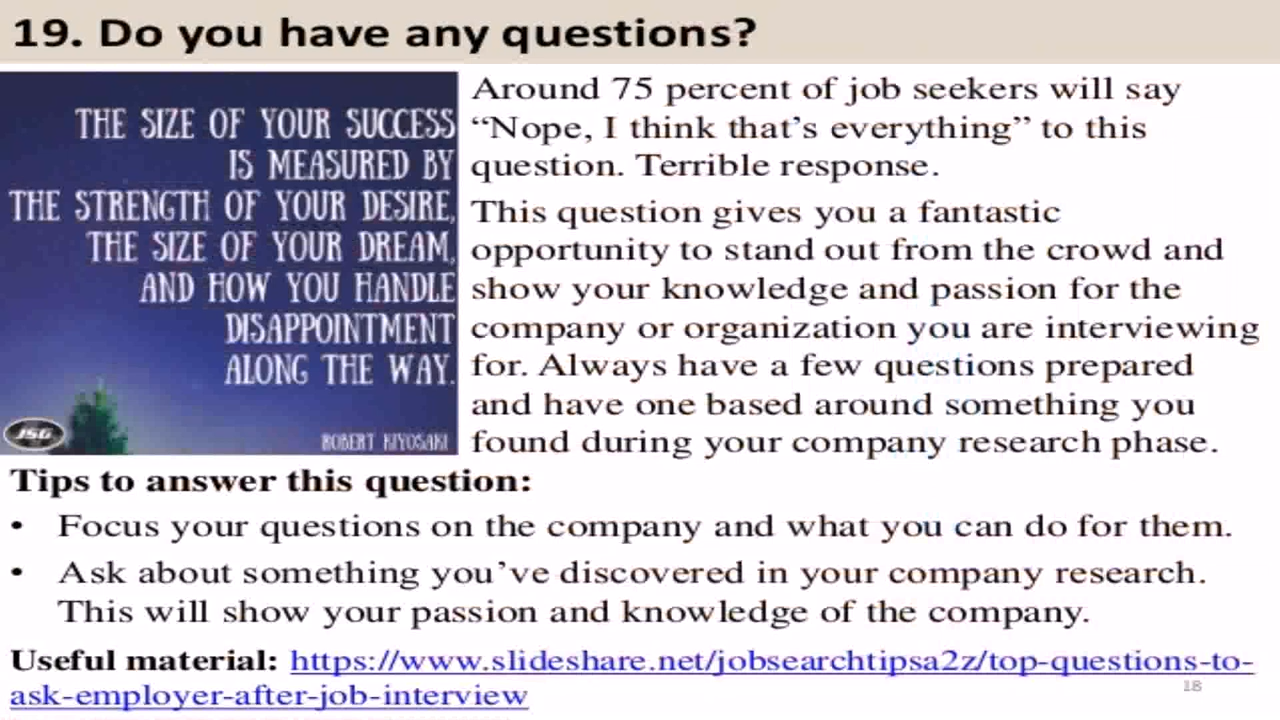 19. Do you have any questions?
THE SIZE OF YOUR SUCCESS
IS MEASURED BY
THE STRENGTH OF YOUR DESIRE,
THE SIZE OF YOUR DREAM,
AND HOW YOU HANDLE
DISAPPOINTMENT
ALONG THE WAY.
JSG
ROBERT KIYOSAKI
Around 75 percent of job seekers will say
“Nope, I think that’s everything” to this
question. Terrible response.
This question gives you a fantastic
opportunity to stand out from the crowd and
show your knowledge and passion for the
company or organization you are interviewing
for. Always have a few questions prepared
and have one based around something you
found during your company research phase.
Tips to answer this question:
• Focus your questions on the company and what you can do for them.
• Ask about something you’ve discovered in your company research.
This will show your passion and knowledge of the company.
Useful material: https://www.slideshare.net/jobsearchtipsa2z/top-questions-to-
ask-employer-after-job-interview
18